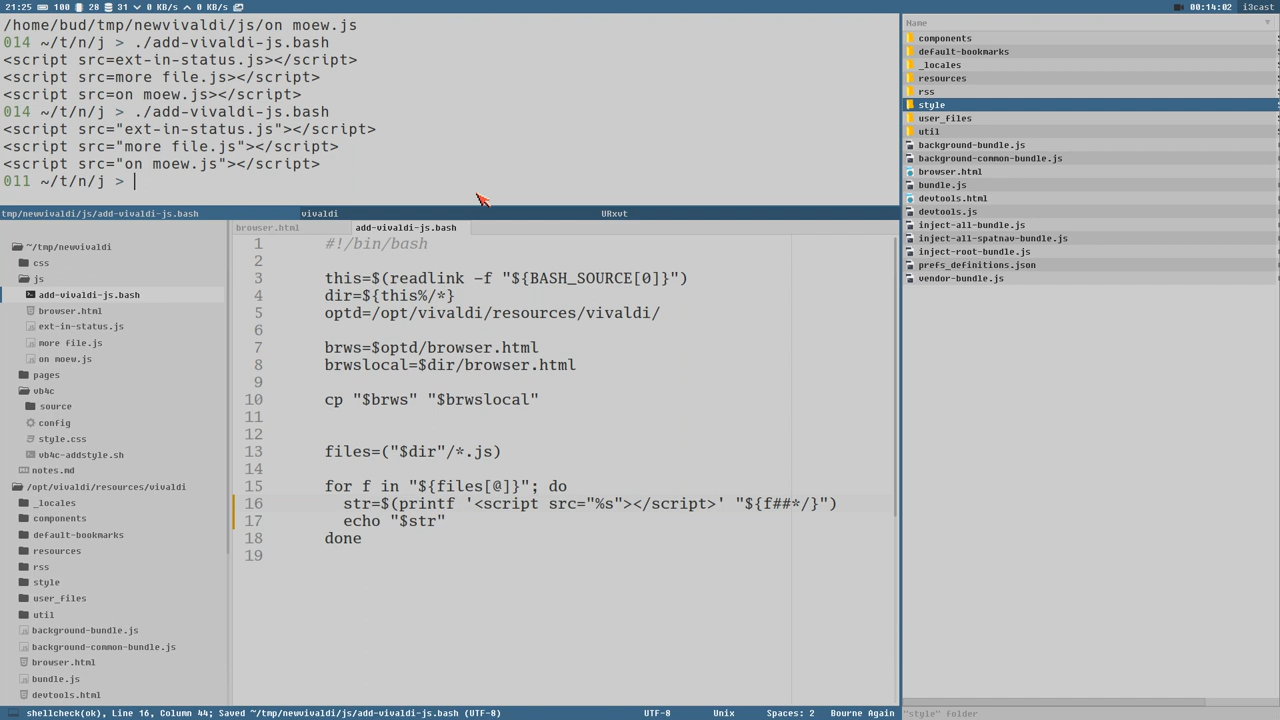 21:25 100 28 31 0 KB/s 0 KB/s
00:14:02 i3cast
/home/bud/tmp/newvivaldi/js/on moew.js
014 ~/t/n/j > ./add-vivaldi-js.bash
<script src=ext-in-status.js></script>
<script src=more file.js></script>
<script src=on moew.js></script>
014 ~/t/n/j > ./add-vivaldi-js.bash
<script src="ext-in-status.js"></script>
<script src="more file.js"></script>
<script src="on moew.js"></script>
011 ~/t/n/j >
tmp/newvivaldi/js/add-vivaldi-js.bash vivaldi URxvt
~/tmp/newvivaldi
css
js
add-vivaldi-js.bash
browser.html
ext-in-status.js
more file.js
on moew.js
pages
vb4c
source
config
style.css
vb4c-addstyle.sh
notes.md
/opt/vivaldi/resources/vivaldi
_locales
components
default-bookmarks
resources
rss
style
user_files
util
background-bundle.js
background-common-bundle.js
browser.html
bundle.js
devtools.html
browser.html add-vivaldi-js.bash
1 #!/bin/bash
2
3 this=$(readlink -f "${BASH_SOURCE[0]}")
4 dir=${this%/*}
5 optd=/opt/vivaldi/resources/vivaldi/
6
7 brws=$optd/browser.html
8 brwslocal=$dir/browser.html
9
10 cp "$brws" "$brwslocal"
11
12
13 files=("$dir"/*.js)
14
15 for f in "${files[@]}"; do
16 str=$(printf '<script src="%s"></script>' "${f##*/}")
17 echo "$str"
18 done
19
shellcheck(ok), Line 16, Column 44; Saved ~/tmp/newvivaldi/js/add-vivaldi-js.bash (UTF-8) UTF-8 Unix Spaces: 2 Bourne Again
Name
components
default-bookmarks
_locales
resources
rss
style
user_files
util
background-bundle.js
background-common-bundle.js
browser.html
bundle.js
devtools.html
devtools.js
inject-all-bundle.js
inject-all-spatnav-bundle.js
inject-root-bundle.js
prefs_definitions.json
vendor-bundle.js
"style" folder